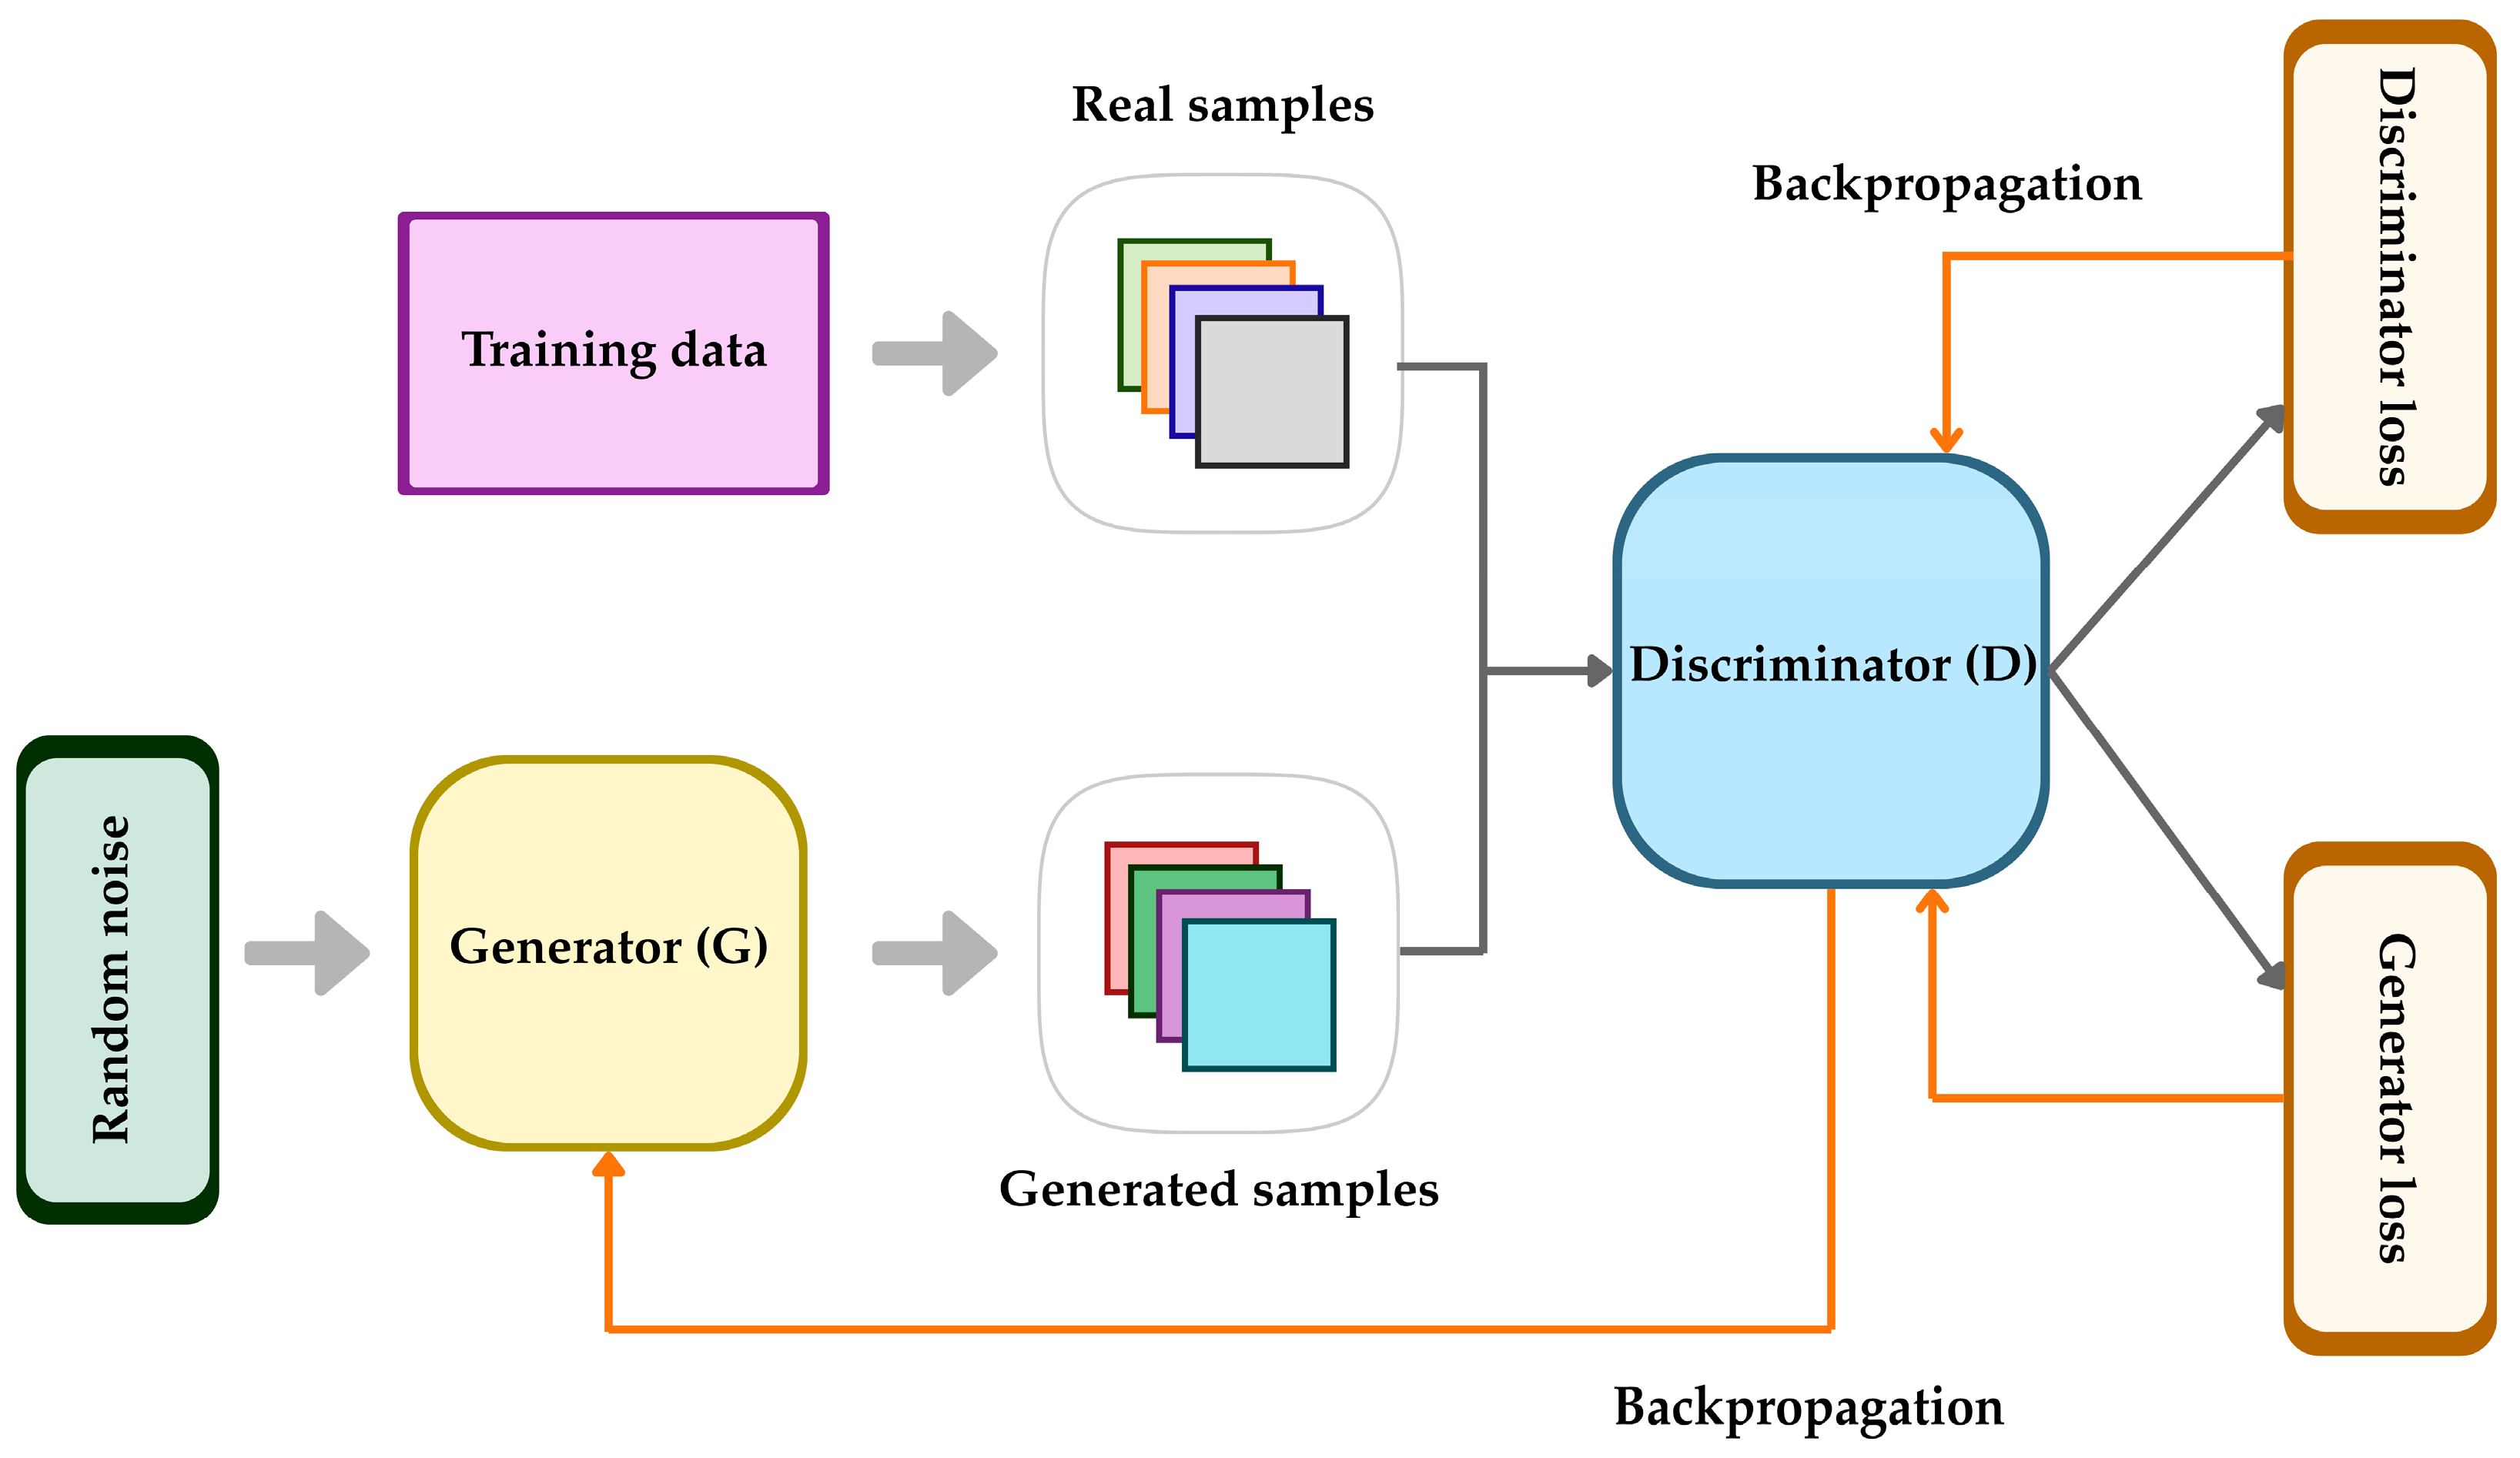 Real samples
Backpropagation
Discriminator loss
Training data
Discriminator (D)
Random noise
Generator (G)
Generator loss
Generated samples
Backpropagation